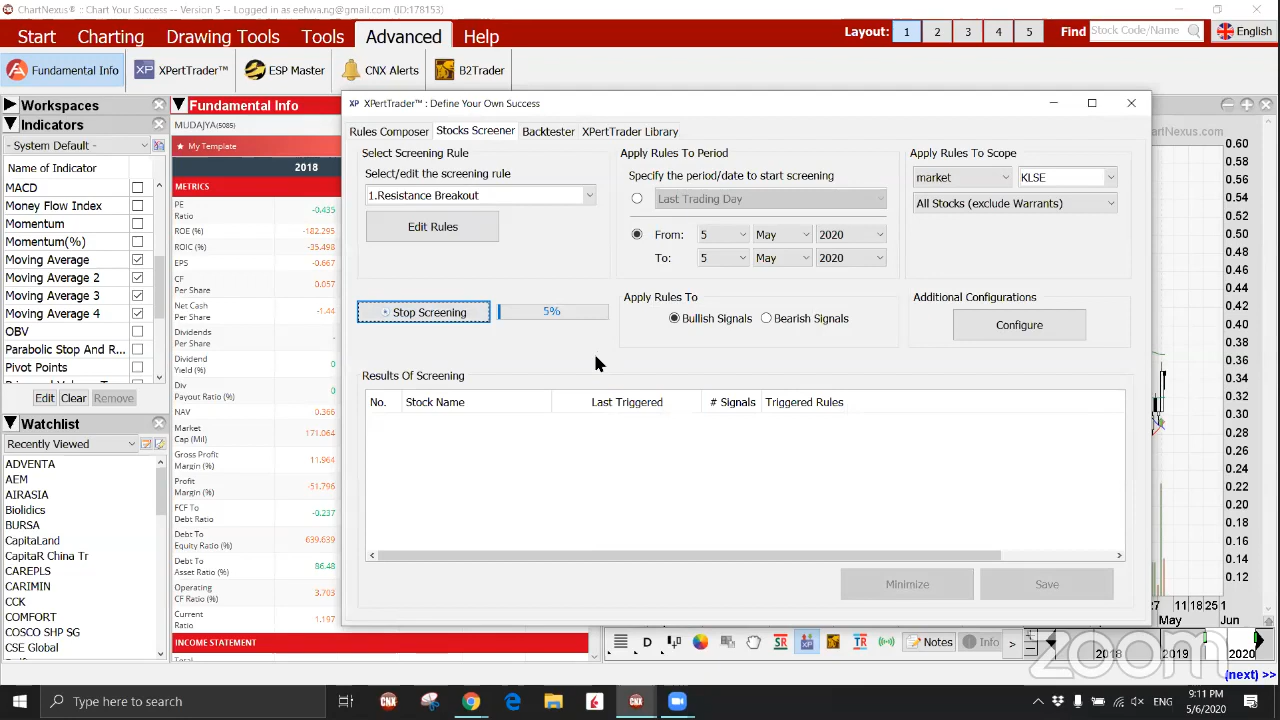 ChartNexus® :: Chart Your Success -- Version 5 -- Logged in as eehwa.ng@gmail.com (ID:178153)
Start Charting Drawing Tools Tools Advanced Help
Layout: 1 2 3 4 5 Find Stock Code/Name English
Fundamental Info XPertTrader™ ESP Master CNX Alerts B2Trader
Workspaces
Indicators
- System Default -
Name of Indicator
MACD
Money Flow Index
Momentum
Momentum(%)
Moving Average
Moving Average 2
Moving Average 3
Moving Average 4
OBV
Parabolic Stop And R...
Pivot Points
Edit Clear Remove
Watchlist
Recently Viewed
ADVENTA
AEM
AIRASIA
Biolidics
BURSA
CapitaLand
CapitaR China Tr
CAREPLS
CARIMIN
CCK
COMFORT
COSCO SHP SG
CSE Global
Fundamental Info
MUDAJYA(5085)
My Template
2018
METRICS
PE
Ratio
-0.435
ROE (%) -182.295
ROIC (%) -35.498
EPS -0.667
CF
Per Share
0.057
Net Cash
Per Share
-1.44
Dividends
Per Share
-
Dividend
Yield (%)
0
Div
Payout Ratio (%)
0
NAV 0.366
Market
Cap (Mil)
171.064
Gross Profit
Margin (%)
11.964
Profit
Margin (%)
-51.796
FCF To
Debt Ratio
-0.237
Debt To
Equity Ratio (%)
639.639
Debt To
Asset Ratio (%)
86.48
Operating
CF Ratio (%)
3.703
Current
Ratio
1.197
INCOME STATEMENT
Total
XP XPertTrader™ : Define Your Own Success
Rules Composer Stocks Screener Backtester XPertTrader Library
Select Screening Rule
Select/edit the screening rule
1.Resistance Breakout
Edit Rules
Apply Rules To Period
Specify the period/date to start screening
Last Trading Day
From: 5 May 2020
To: 5 May 2020
Apply Rules To Scope
market KLSE
All Stocks (exclude Warrants)
Stop Screening 5%
Apply Rules To
Bullish Signals Bearish Signals
Additional Configurations
Configure
Results Of Screening
No. Stock Name Last Triggered # Signals Triggered Rules
Minimize Save
chartNexus.com
0.60
0.58
0.56
0.54
0.52
0.50
0.48
0.46
0.44
0.42
0.40
0.38
0.36
0.34
0.32
0.30
0.28
0.26
0.24
0.22
0.20
0.18
0.16
0.14
0.12
27 11 18 25 1
May Jun
D SR XP TR Notes Info >
2018 2019 2020
zoom
(next) >>
Type here to search
CNX CNX
ENG
9:11 PM
5/6/2020